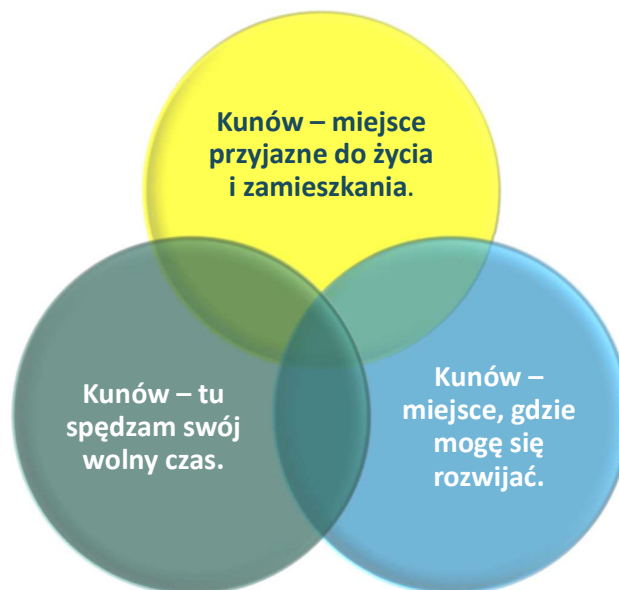 Kunów – miejsce
przyjazne do życia
i zamieszkania.
Kunów – tu
spędzam swój
wolny czas.
Kunów –
miejsce, gdzie
mogę się
rozwijać.